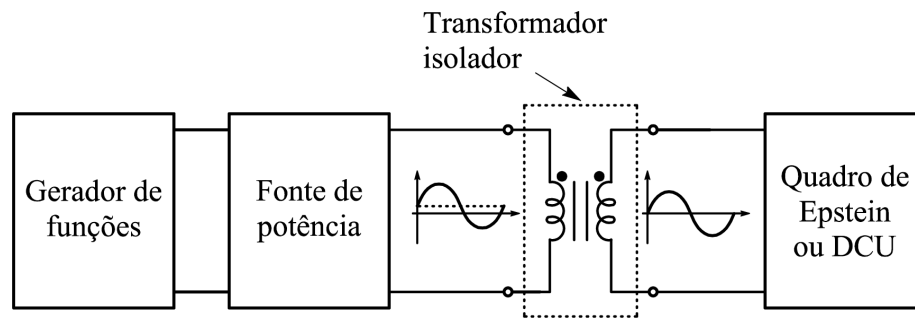 Transformador
isolador
Gerador de
funções
Fonte de
potência
Quadro de
Epstein
ou DCU